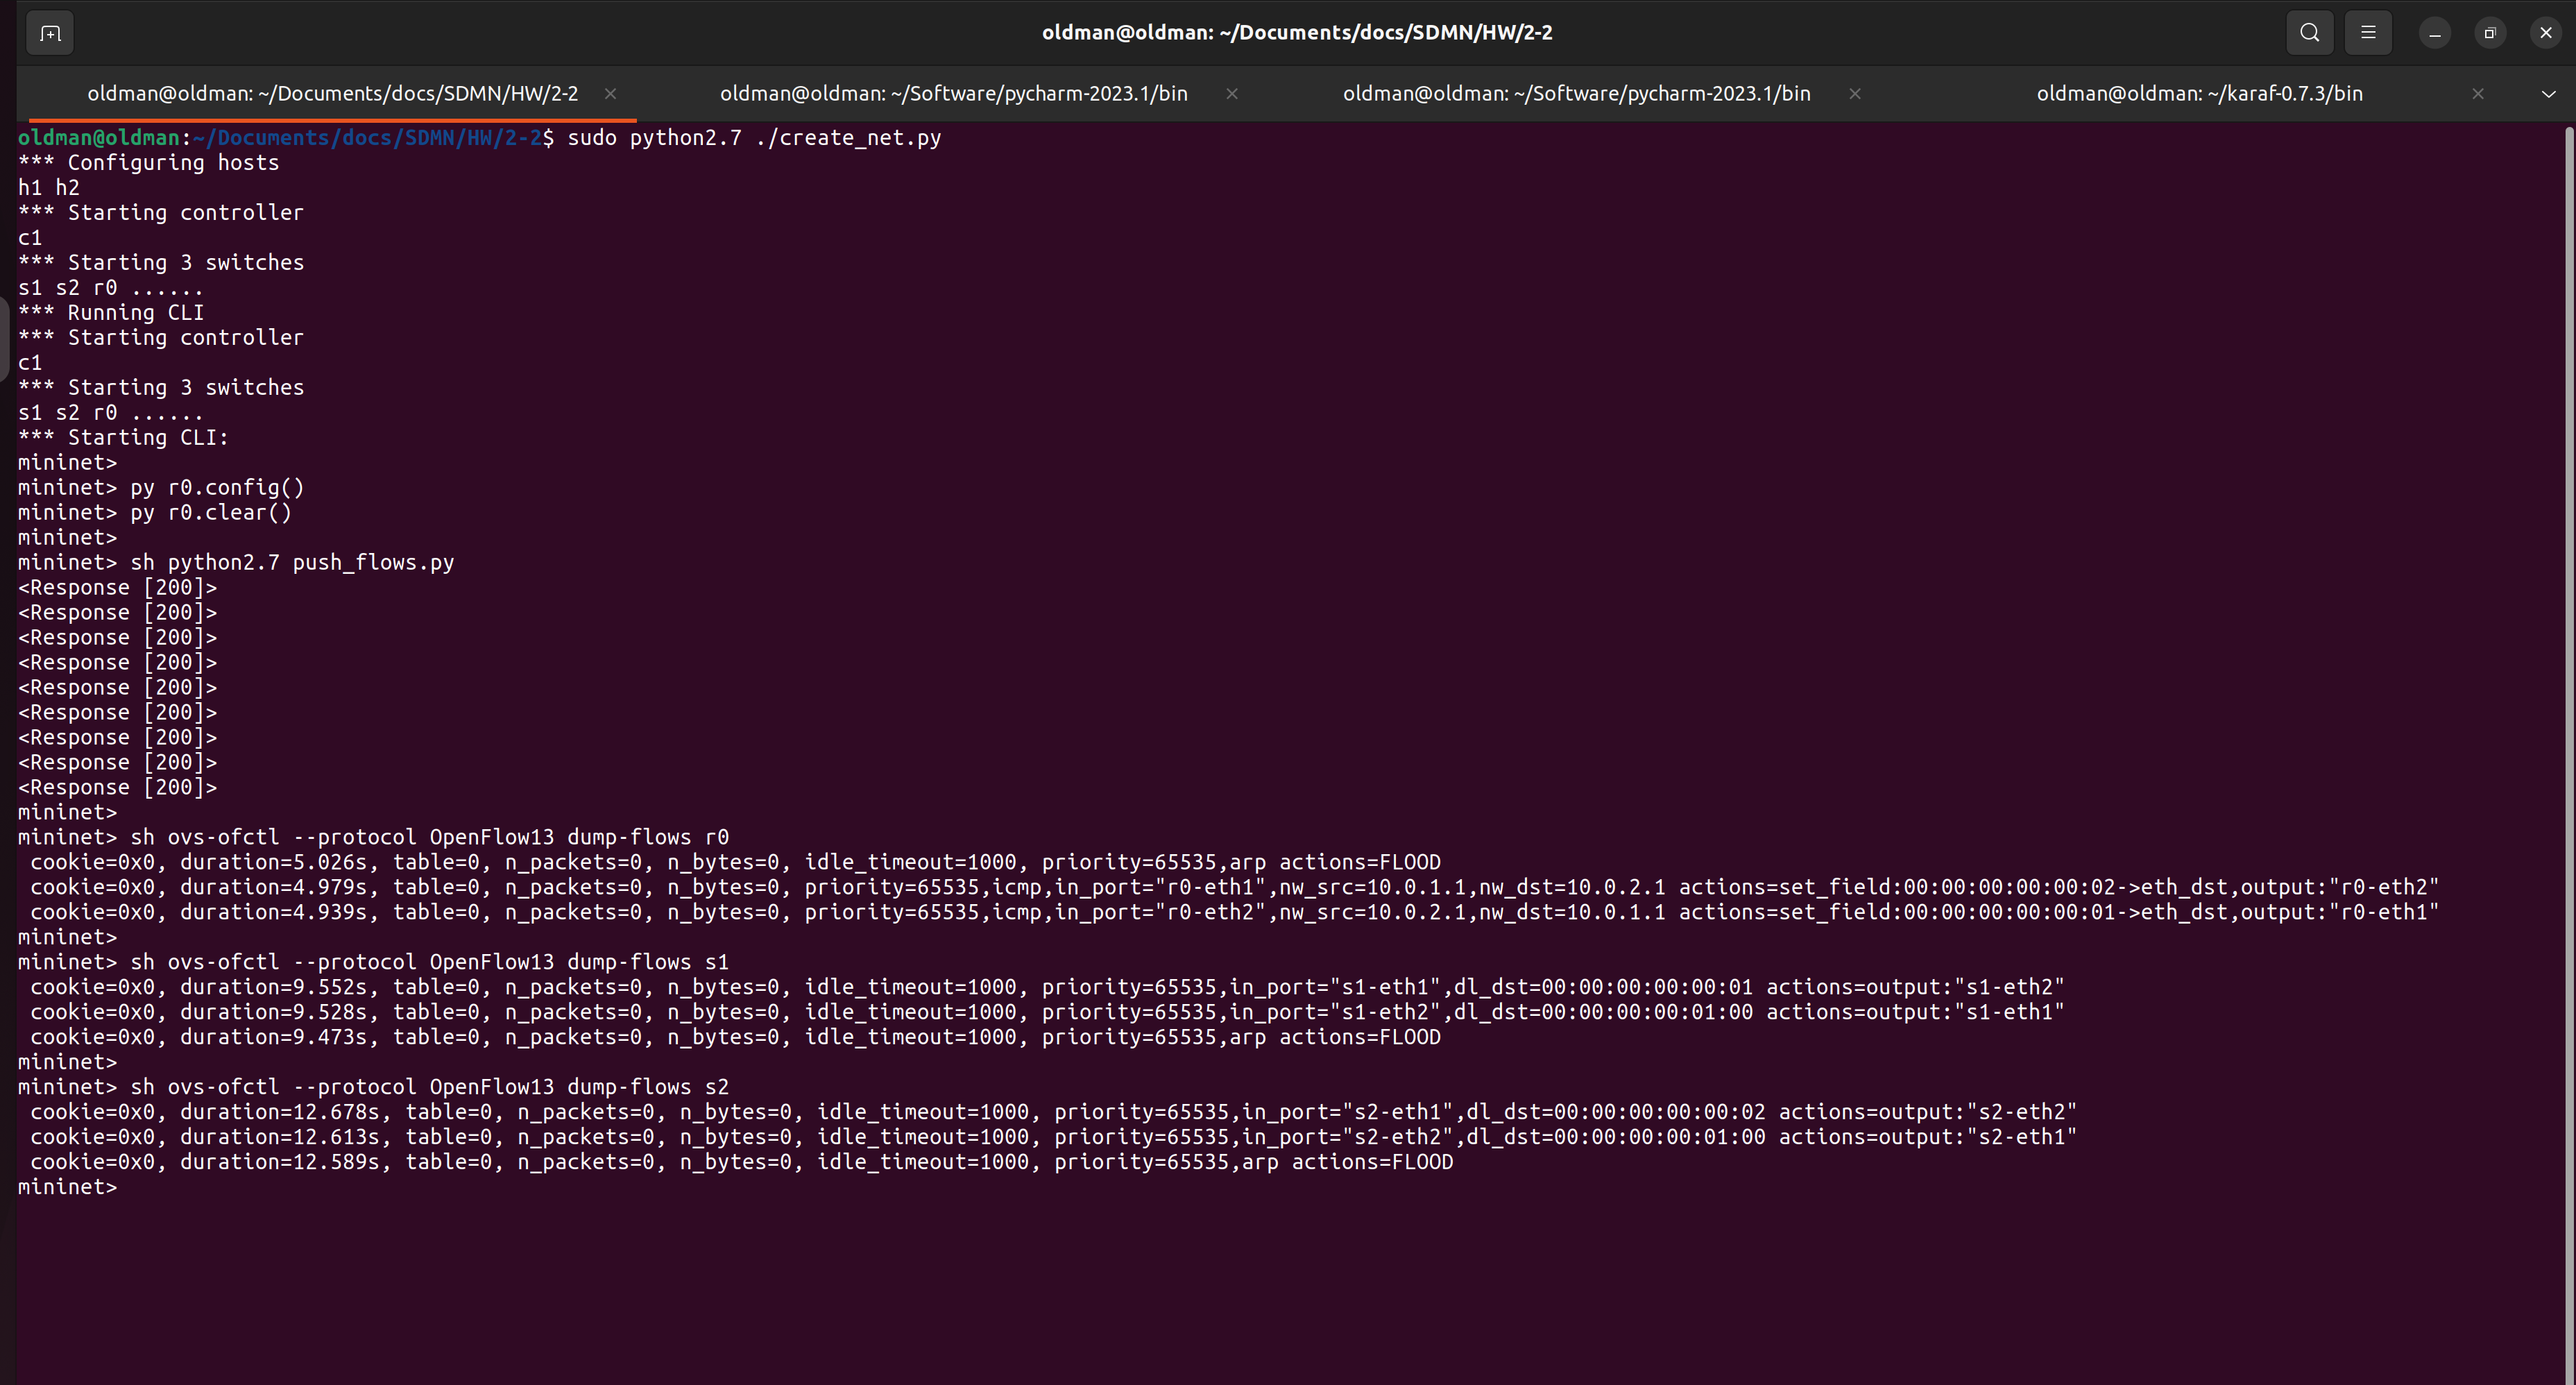 oldman@oldman: ~/Documents/docs/SDMN/HW/2-2
oldman@oldman: ~/Documents/docs/SDMN/HW/2-2
oldman@oldman: ~/Software/pycharm-2023.1/bin
oldman@oldman: ~/Software/pycharm-2023.1/bin
oldman@oldman: ~/karaf-0.7.3/bin
oldman@oldman:~/Documents/docs/SDMN/HW/2-2$ sudo python2.7 ./create_net.py
*** Configuring hosts
h1 h2
*** Starting controller
c1
*** Starting 3 switches
s1 s2 r0 ......
*** Running CLI
*** Starting controller
c1
*** Starting 3 switches
s1 s2 r0 ......
*** Starting CLI:
mininet>
mininet> py r0.config()
mininet> py r0.clear()
mininet>
mininet> sh python2.7 push_flows.py
<Response [200]>
<Response [200]>
<Response [200]>
<Response [200]>
<Response [200]>
<Response [200]>
<Response [200]>
<Response [200]>
<Response [200]>
mininet>
mininet> sh ovs-ofctl --protocol OpenFlow13 dump-flows r0
 cookie=0x0, duration=5.026s, table=0, n_packets=0, n_bytes=0, idle_timeout=1000, priority=65535,arp actions=FLOOD
 cookie=0x0, duration=4.979s, table=0, n_packets=0, n_bytes=0, priority=65535,icmp,in_port="r0-eth1",nw_src=10.0.1.1,nw_dst=10.0.2.1 actions=set_field:00:00:00:00:00:02->eth_dst,output:"r0-eth2"
 cookie=0x0, duration=4.939s, table=0, n_packets=0, n_bytes=0, priority=65535,icmp,in_port="r0-eth2",nw_src=10.0.2.1,nw_dst=10.0.1.1 actions=set_field:00:00:00:00:00:01->eth_dst,output:"r0-eth1"
mininet>
mininet> sh ovs-ofctl --protocol OpenFlow13 dump-flows s1
 cookie=0x0, duration=9.552s, table=0, n_packets=0, n_bytes=0, idle_timeout=1000, priority=65535,in_port="s1-eth1",dl_dst=00:00:00:00:00:01 actions=output:"s1-eth2"
 cookie=0x0, duration=9.528s, table=0, n_packets=0, n_bytes=0, idle_timeout=1000, priority=65535,in_port="s1-eth2",dl_dst=00:00:00:00:01:00 actions=output:"s1-eth1"
 cookie=0x0, duration=9.473s, table=0, n_packets=0, n_bytes=0, idle_timeout=1000, priority=65535,arp actions=FLOOD
mininet>
mininet> sh ovs-ofctl --protocol OpenFlow13 dump-flows s2
 cookie=0x0, duration=12.678s, table=0, n_packets=0, n_bytes=0, idle_timeout=1000, priority=65535,in_port="s2-eth1",dl_dst=00:00:00:00:00:02 actions=output:"s2-eth2"
 cookie=0x0, duration=12.613s, table=0, n_packets=0, n_bytes=0, idle_timeout=1000, priority=65535,in_port="s2-eth2",dl_dst=00:00:00:00:01:00 actions=output:"s2-eth1"
 cookie=0x0, duration=12.589s, table=0, n_packets=0, n_bytes=0, idle_timeout=1000, priority=65535,arp actions=FLOOD
mininet>